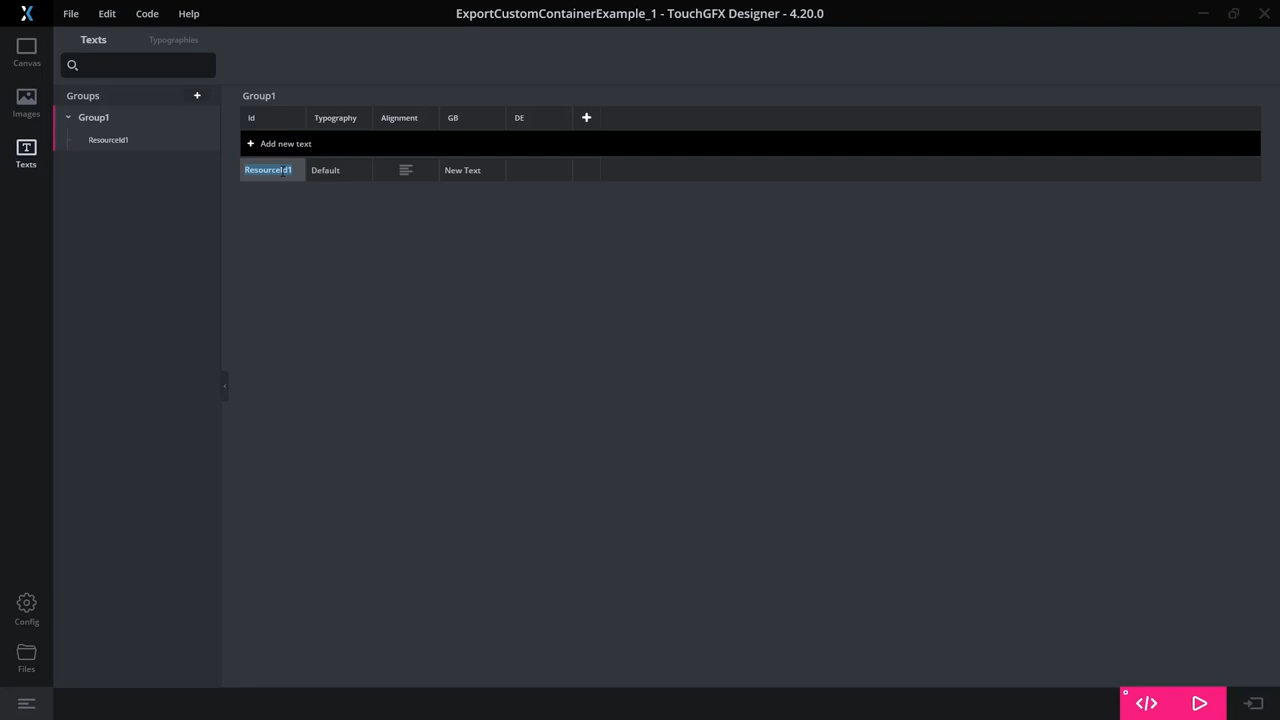 File Edit Code Help ExportCustomContainerExample_1 - TouchGFX Designer - 4.20.0
Canvas
Images
Texts
Config
Files
Texts Typographies
Groups
Group1
ResourceId1
Group1
Id Typography Alignment GB DE
Add new text
ResourceId1 Default New Text